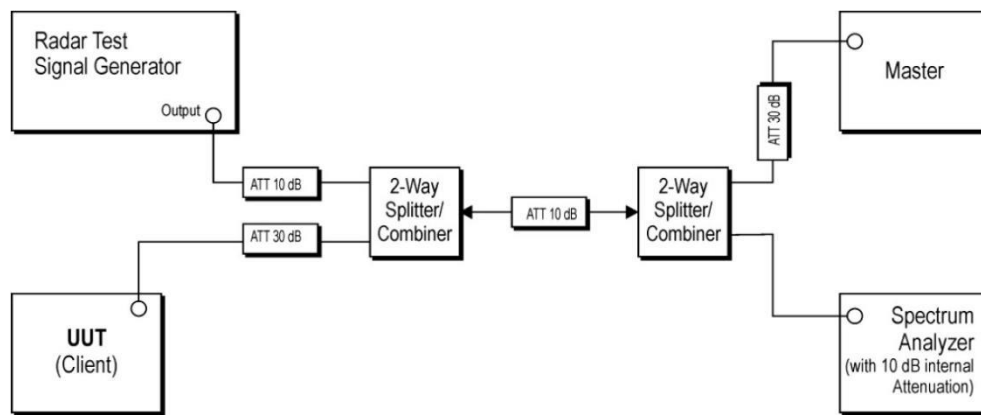 Radar Test
Signal Generator
Output
ATT 10 dB
ATT 30 dB
2-Way
Splitter/
Combiner
ATT 10 dB
2-Way
Splitter/
Combiner
ATT 30 dB
Master
UUT
(Client)
Spectrum
Analyzer
(with 10 dB internal
Attenuation)